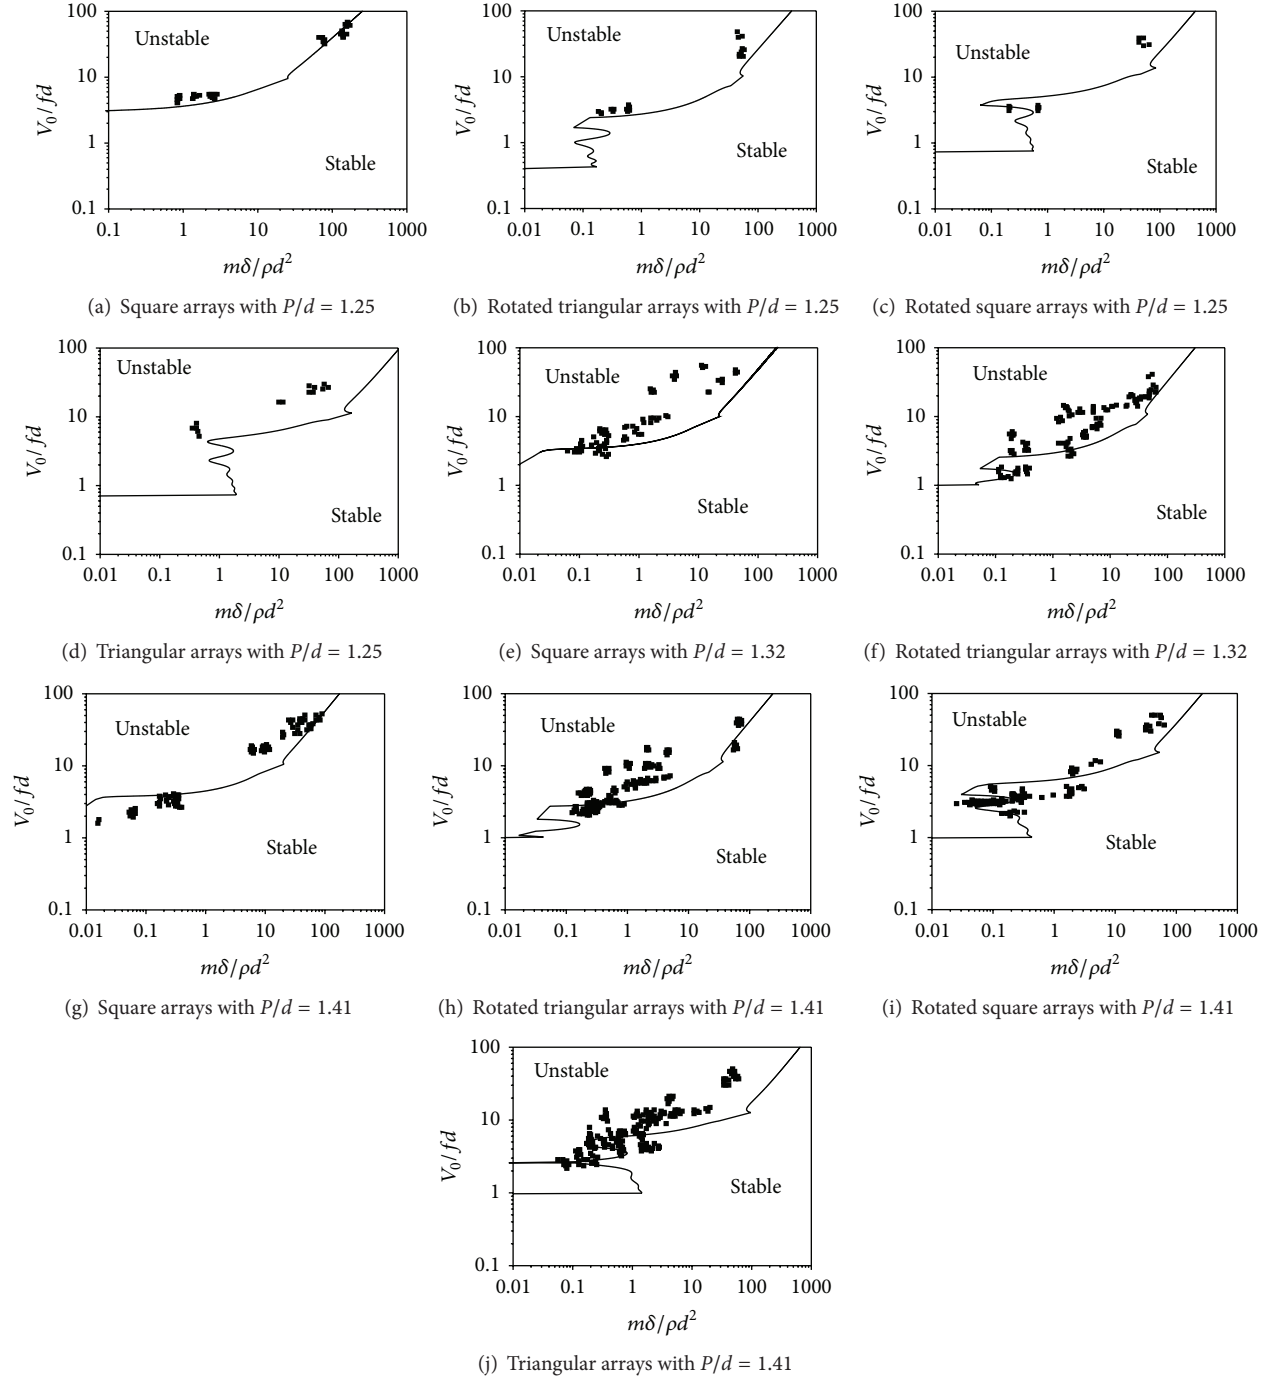 100
10
1
0.1
V₀/fd
Unstable
Stable
0.1 1 10 100 1000
mδ/ρd²
(a) Square arrays with P/d = 1.25
100
10
1
0.1
V₀/fd
Unstable
Stable
0.01 0.1 1 10 100 1000
mδ/ρd²
(b) Rotated triangular arrays with P/d = 1.25
100
10
1
0.1
V₀/fd
Unstable
Stable
0.01 0.1 1 10 100 1000
mδ/ρd²
(c) Rotated square arrays with P/d = 1.25
100
10
1
0.1
V₀/fd
Unstable
Stable
0.01 0.1 1 10 100 1000
mδ/ρd²
(d) Triangular arrays with P/d = 1.25
100
10
1
0.1
V₀/fd
Unstable
Stable
0.01 0.1 1 10 100 1000
mδ/ρd²
(e) Square arrays with P/d = 1.32
100
10
1
0.1
V₀/fd
Unstable
Stable
0.01 0.1 1 10 100 1000
mδ/ρd²
(f) Rotated triangular arrays with P/d = 1.32
100
10
1
0.1
V₀/fd
Unstable
Stable
0.01 0.1 1 10 100 1000
mδ/ρd²
(g) Square arrays with P/d = 1.41
100
10
1
0.1
V₀/fd
Unstable
Stable
0.01 0.1 1 10 100 1000
mδ/ρd²
(h) Rotated triangular arrays with P/d = 1.41
100
10
1
0.1
V₀/fd
Unstable
Stable
0.01 0.1 1 10 100 1000
mδ/ρd²
(i) Rotated square arrays with P/d = 1.41
100
10
1
0.1
V₀/fd
Unstable
Stable
0.01 0.1 1 10 100 1000
mδ/ρd²
(j) Triangular arrays with P/d = 1.41